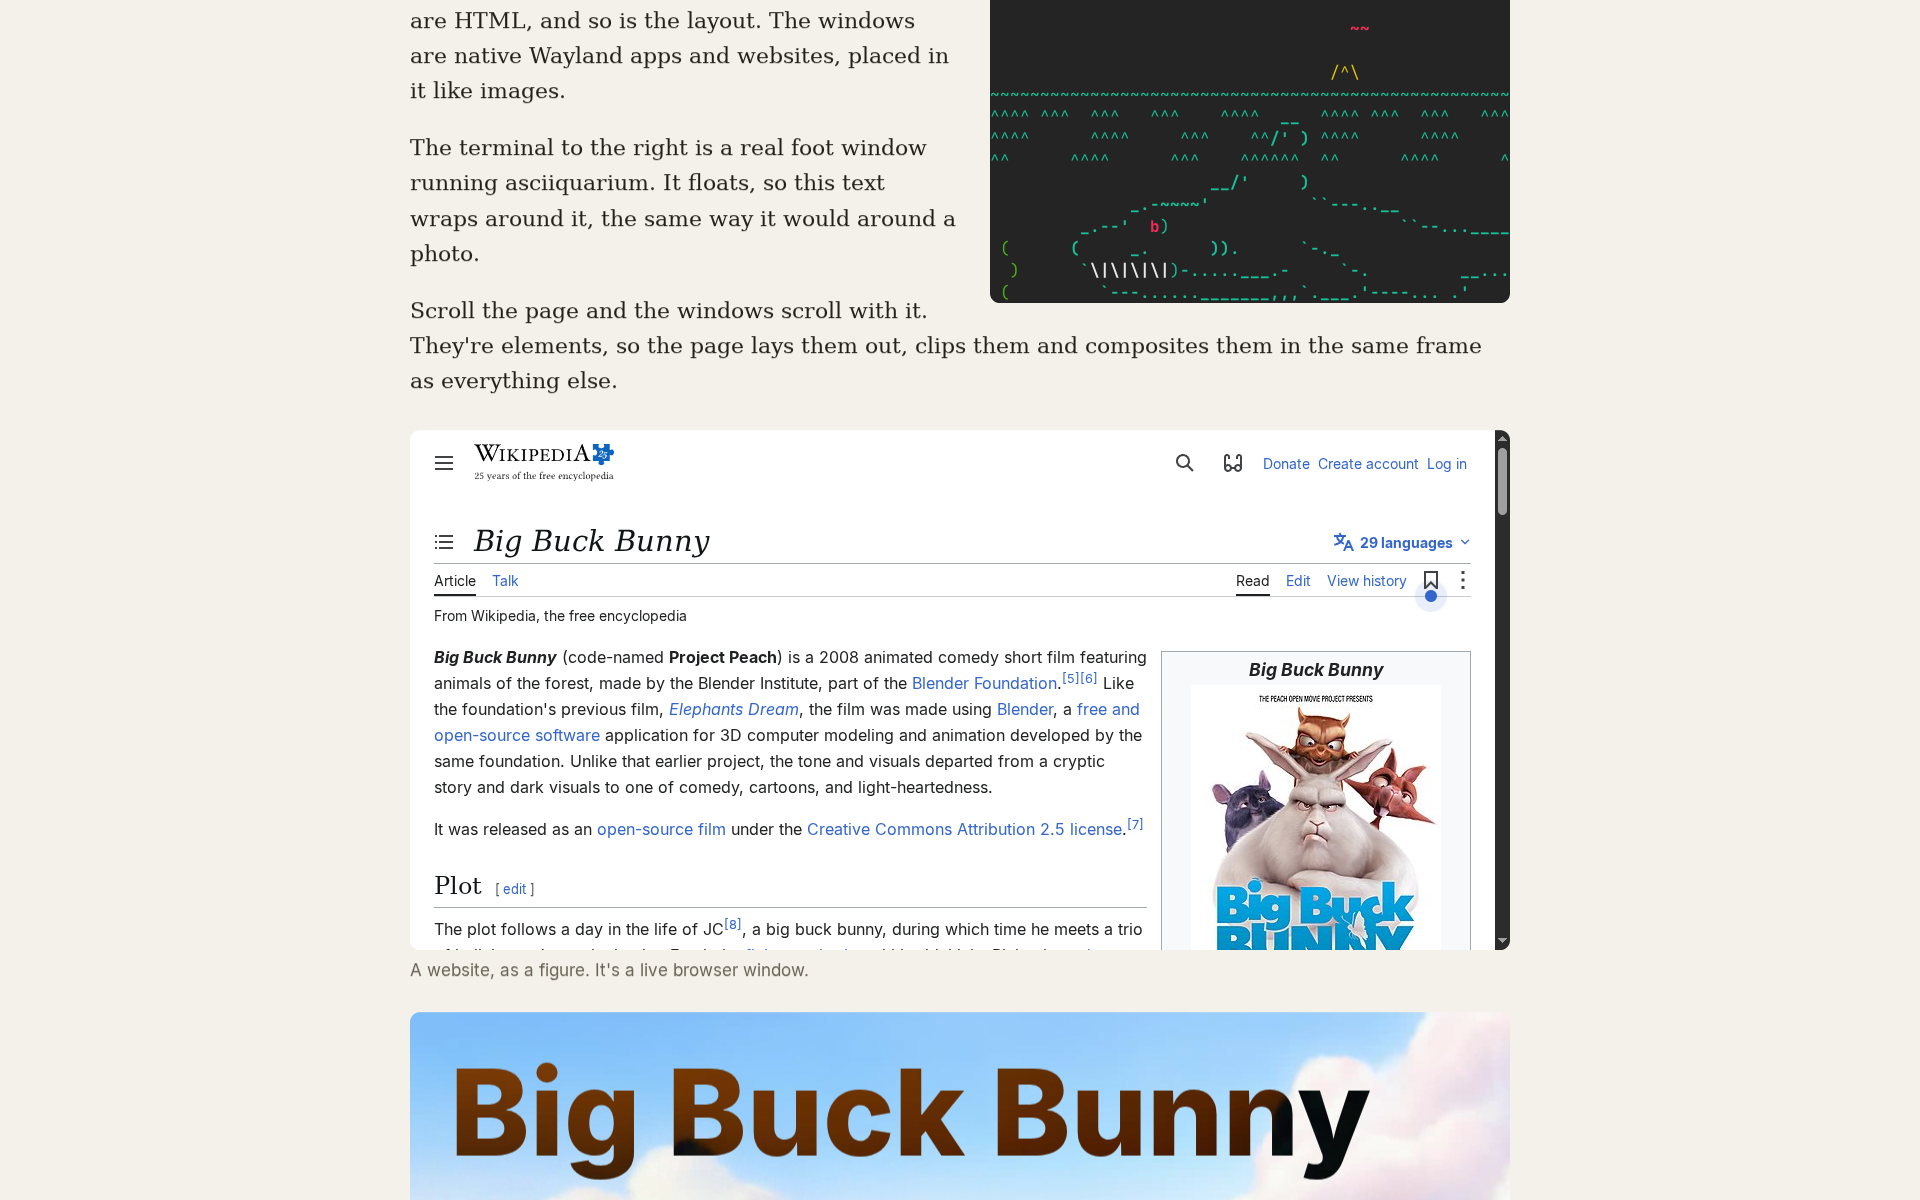 are HTML, and so is the layout. The windows
are native Wayland apps and websites, placed in
it like images.
The terminal to the right is a real foot window
running asciiquarium. It floats, so this text
wraps around it, the same way it would around a
photo.
Scroll the page and the windows scroll with it.
They're elements, so the page lays them out, clips them and composites them in the same frame
as everything else.
WIKIPEDIA 25
25 years of the free encyclopedia
Donate Create account Log in
Big Buck Bunny
29 languages
Article Talk
Read Edit View history
From Wikipedia, the free encyclopedia
Big Buck Bunny (code-named Project Peach) is a 2008 animated comedy short film featuring
animals of the forest, made by the Blender Institute, part of the Blender Foundation.[5][6] Like
the foundation's previous film, Elephants Dream, the film was made using Blender, a free and
open-source software application for 3D computer modeling and animation developed by the
same foundation. Unlike that earlier project, the tone and visuals departed from a cryptic
story and dark visuals to one of comedy, cartoons, and light-heartedness.
It was released as an open-source film under the Creative Commons Attribution 2.5 license.[7]
Plot [ edit ]
The plot follows a day in the life of JC[8], a big buck bunny, during which time he meets a trio
Big Buck Bunny
THE PEACH OPEN MOVIE PROJECT PRESENTS
Big Buck
BUNNY
A website, as a figure. It's a live browser window.
Big Buck Bunny